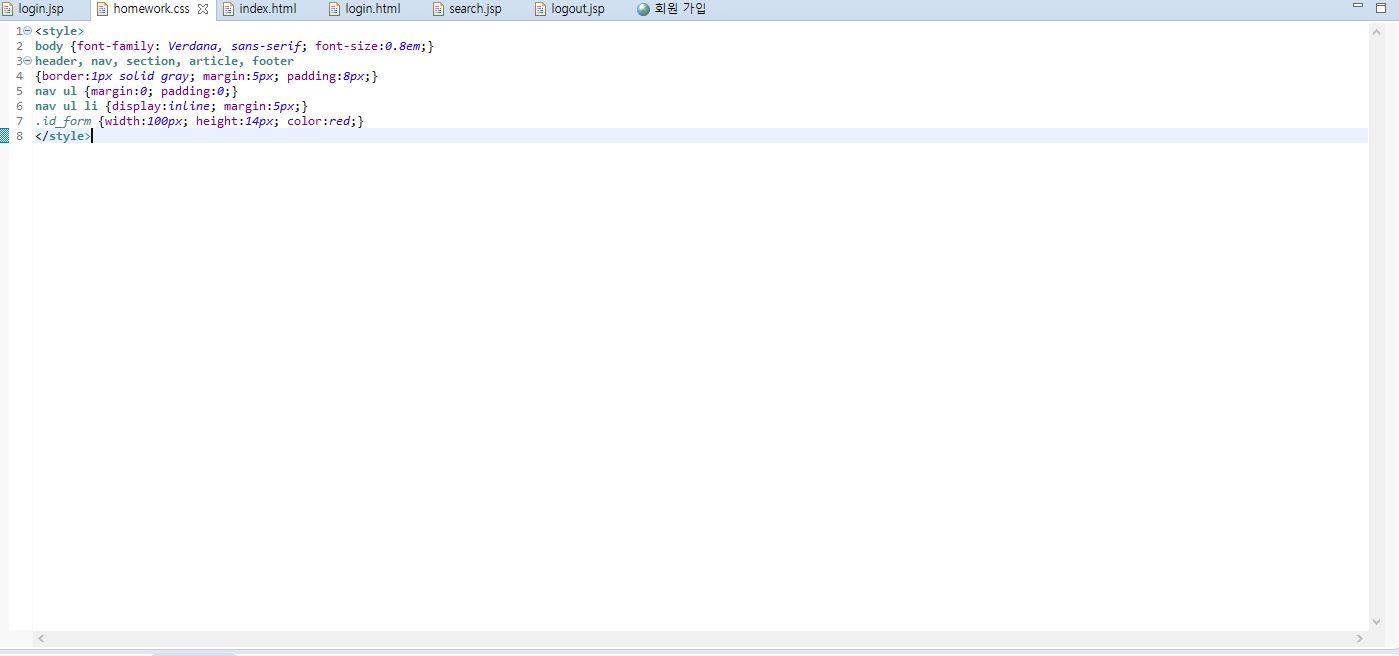 login.jsp homework.css index.html login.html search.jsp logout.jsp 회원 가입
1 <style>
2 body {font-family: Verdana, sans-serif; font-size:0.8em;}
3 header, nav, section, article, footer
4 {border:1px solid gray; margin:5px; padding:8px;}
5 nav ul {margin:0; padding:0;}
6 nav ul li {display:inline; margin:5px;}
7 .id_form {width:100px; height:14px; color:red;}
8 </style>